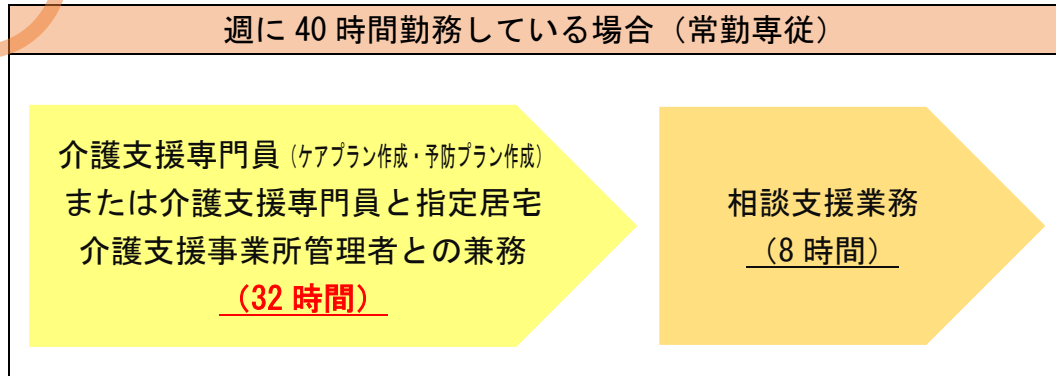 週に 40 時間勤務している場合（常勤専従）
介護支援専門員（ケアプラン作成・予防プラン作成）
または介護支援専門員と指定居宅
介護支援事業所管理者との兼務
（32 時間）
相談支援業務
（8 時間）